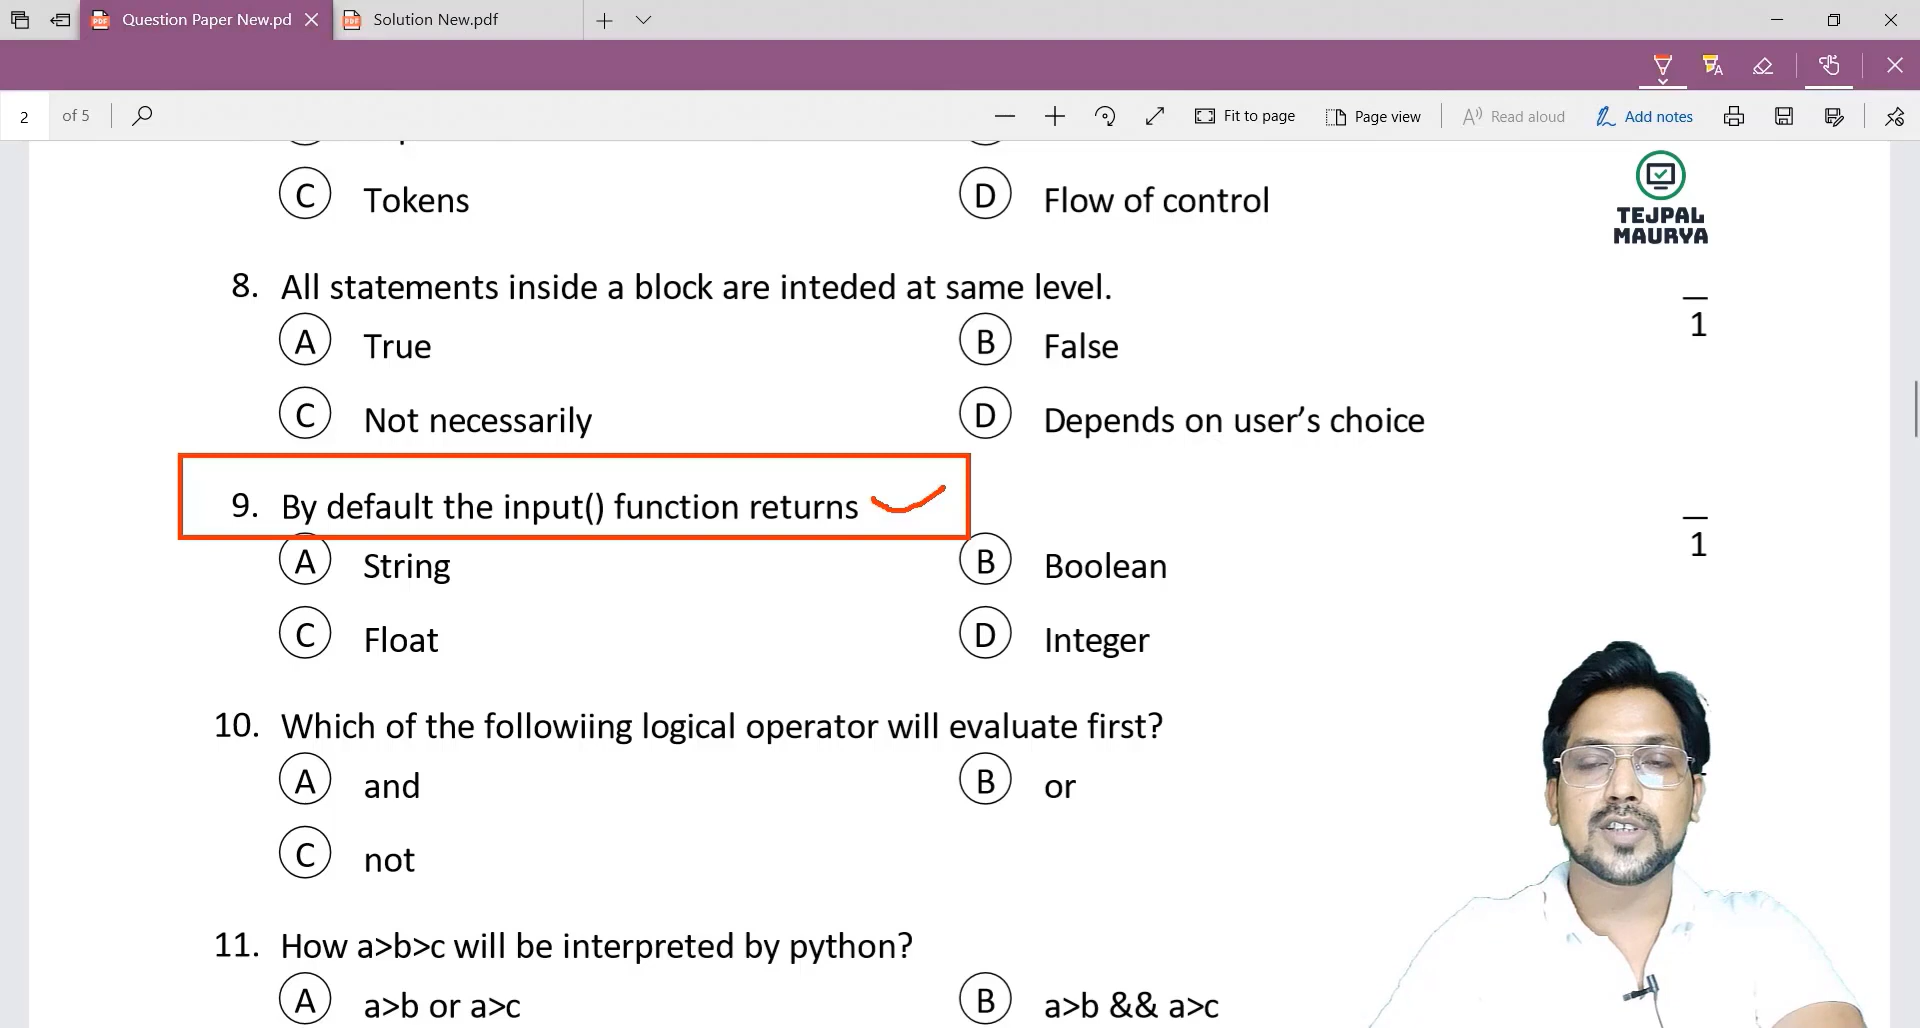 Question Paper New.pd
Solution New.pdf
2 of 5
Fit to page
Page view
Read aloud
Add notes
C Tokens
D Flow of control
TEJPAL
MAURYA
8. All statements inside a block are inteded at same level.
1
A True
B False
C Not necessarily
D Depends on user’s choice
9. By default the input() function returns
1
A String
B Boolean
C Float
D Integer
10. Which of the followiing logical operator will evaluate first?
A and
B or
C not
11. How a>b>c will be interpreted by python?
A a>b or a>c
B a>b && a>c